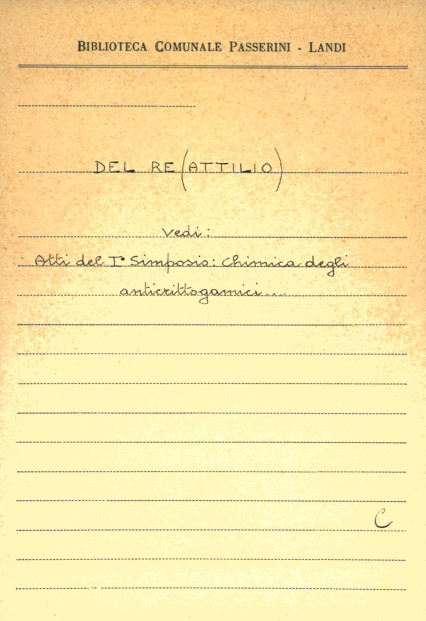 BIBLIOTECA COMUNALE PASSERINI - LANDI
DEL RE (ATTILIO)
Vedi:
Atti del I° Simposio: Chimica degli
anticrittogamici....
C